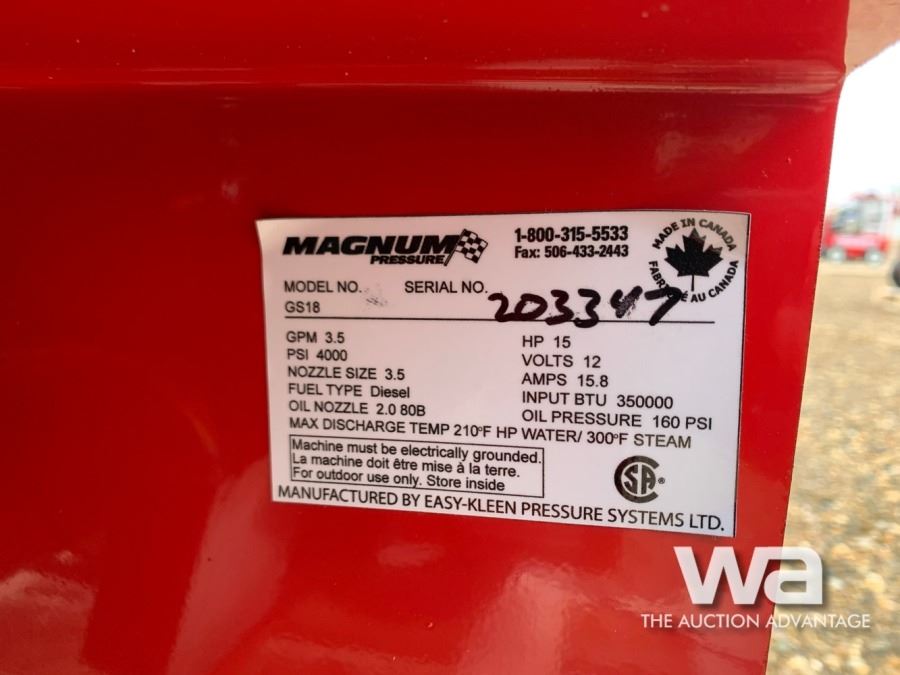 MAGNUM
PRESSURE
1-800-315-5533
Fax: 506-433-2443
MADE IN CANADA
FABRIQUÉ AU CANADA
MODEL NO. SERIAL NO. 203347
GS18
GPM 3.5
PSI 4000
NOZZLE SIZE 3.5
FUEL TYPE Diesel
OIL NOZZLE 2.0 80B
HP 15
VOLTS 12
AMPS 15.8
INPUT BTU 350000
OIL PRESSURE 160 PSI
MAX DISCHARGE TEMP 210°F HP WATER/ 300°F STEAM
Machine must be electrically grounded.
La machine doit être mise à la terre.
For outdoor use only. Store inside
SA®
MANUFACTURED BY EASY-KLEEN PRESSURE SYSTEMS LTD.
wa
THE AUCTION ADVANTAGE